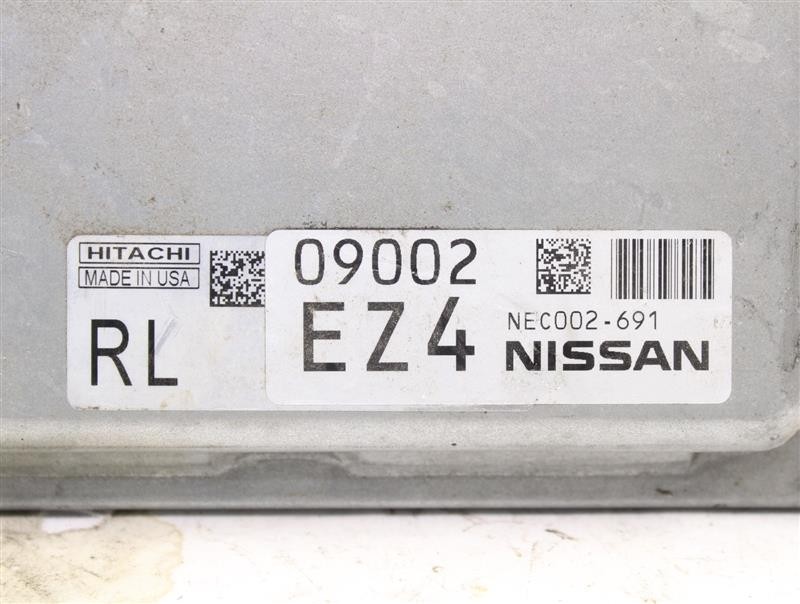 HITACHI
MADE IN USA
RL
09002
EZ4
NEC002-691
NISSAN